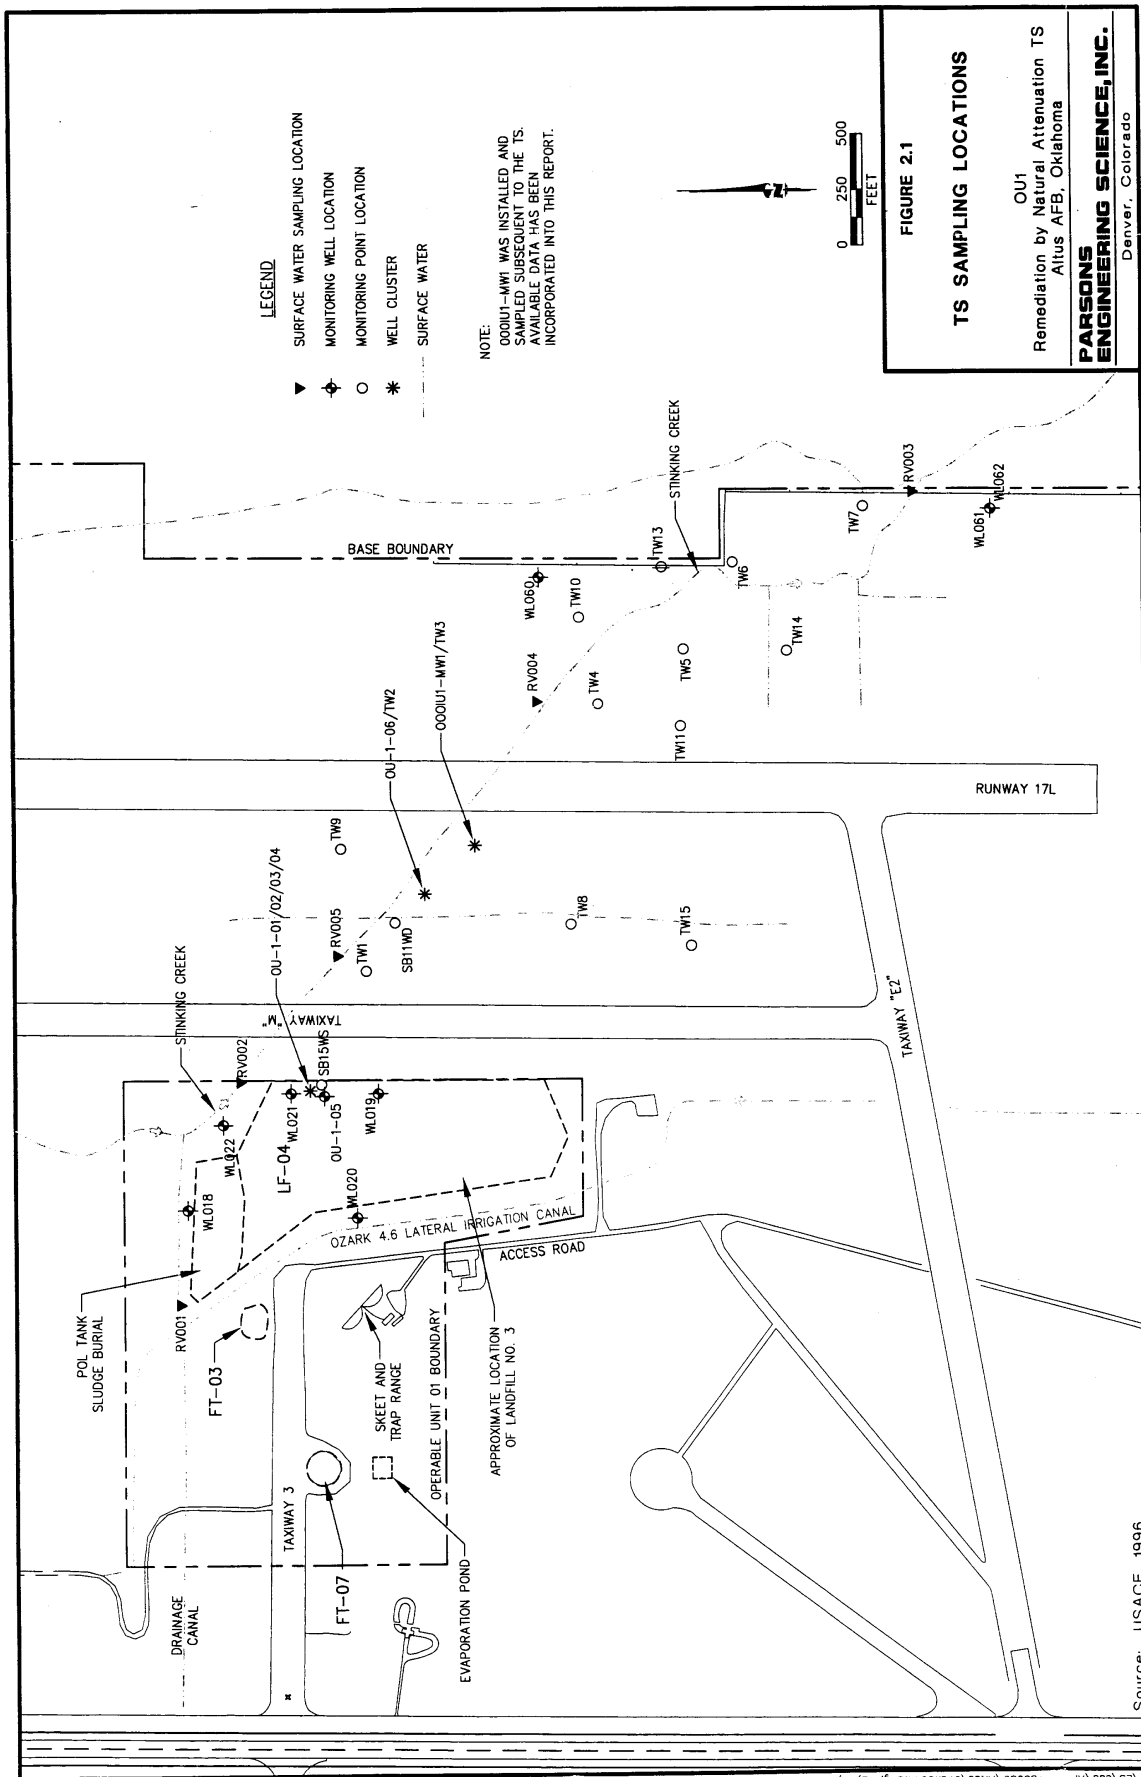 LEGEND
SURFACE WATER SAMPLING LOCATION
MONITORING WELL LOCATION
MONITORING POINT LOCATION
WELL CLUSTER
SURFACE WATER
NOTE:
000IU1-MW1 WAS INSTALLED AND
SAMPLED SUBSEQUENT TO THE TS.
AVAILABLE DATA HAS BEEN
INCORPORATED INTO THIS REPORT.
N
0 250 500
FEET
FIGURE 2.1
TS SAMPLING LOCATIONS
OU1
Remediation by Natural Attenuation TS
Altus AFB, Oklahoma
PARSONS
ENGINEERING SCIENCE, INC.
Denver, Colorado
BASE BOUNDARY
STINKING CREEK
TW13
WL060
TW10
TW6
TW7
RV003
WL061
WL062
TW14
TW5
TW4
TW11
RV004
000IU1-MW1/TW3
OU-1-06/TW2
RUNWAY 17L
TW9
OU-1-01/02/03/04
RV005
TW1
SB11WD
TW8
TW15
STINKING CREEK
TAXIWAY "M"
TAXIWAY "E2"
RV002
SB15WS
WL022
WL021
LF-04
OU-1-05
WL019
WL018
WL020
OZARK 4.6 LATERAL IRRIGATION CANAL
ACCESS ROAD
POL TANK
SLUDGE BURIAL
RV001
FT-03
SKEET AND
TRAP RANGE
OPERABLE UNIT 01 BOUNDARY
APPROXIMATE LOCATION
OF LANDFILL NO. 3
TAXIWAY 3
FT-07
EVAPORATION POND
DRAINAGE
CANAL
x
Source: USACE, 1996